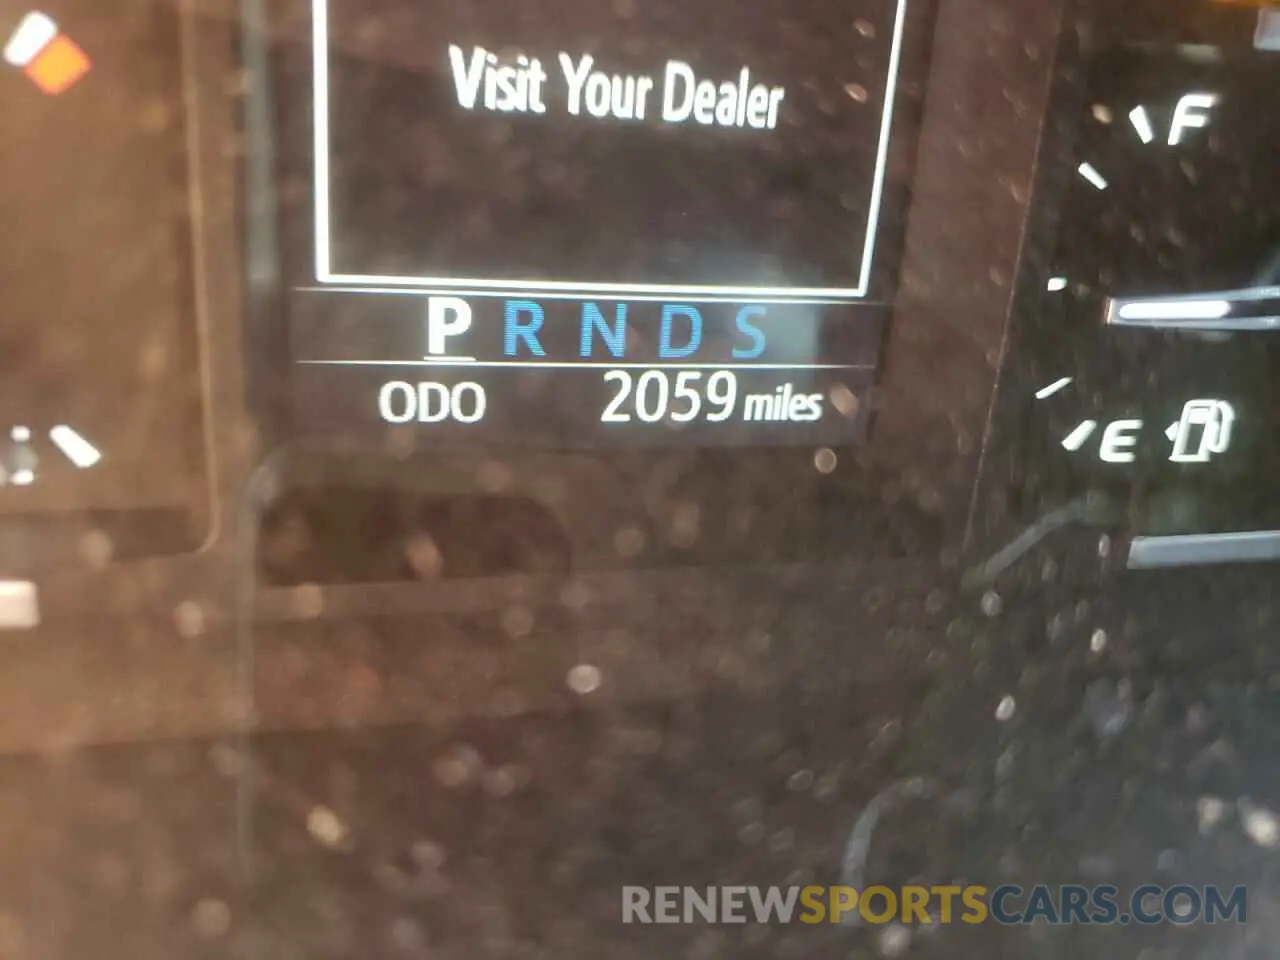 Visit Your Dealer
F
P R N D S
ODO 2059 miles
E
RENEWSPORTSCARS.COM